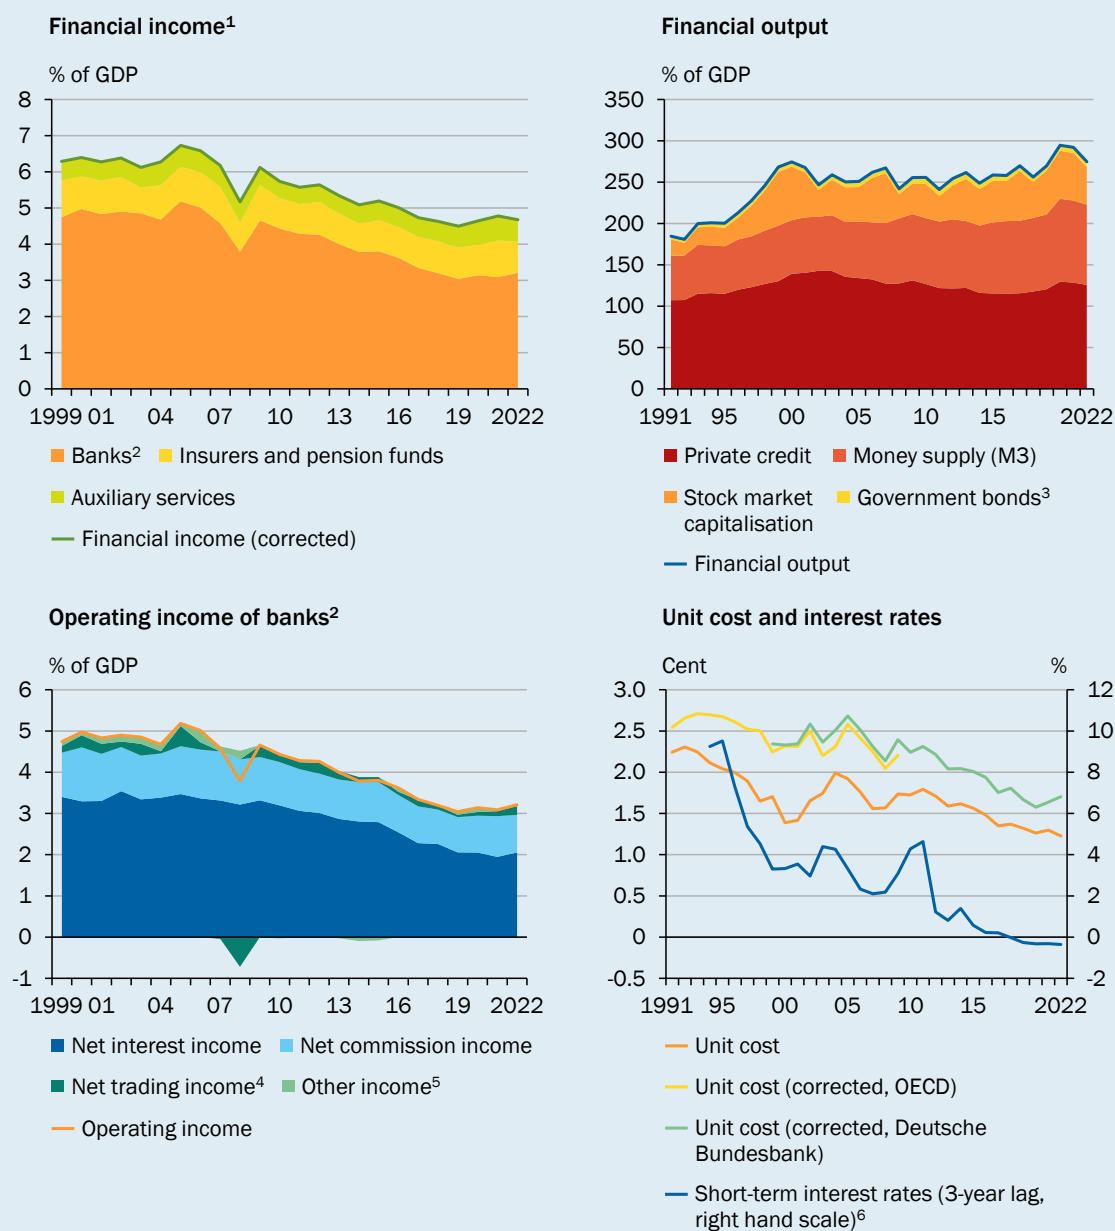 Financial income¹
% of GDP
8
7
6
5
4
3
2
1
0
1999 01 04 07 10 13 16 19 2022
Banks² Insurers and pension funds
Auxiliary services
Financial income (corrected)
Financial output
% of GDP
350
300
250
200
150
100
50
0
1991 95 00 05 10 15 2022
Private credit Money supply (M3)
Stock market capitalisation Government bonds³
Financial output
Operating income of banks²
% of GDP
6
5
4
3
2
1
0
-1
1999 01 04 07 10 13 16 19 2022
Net interest income Net commission income
Net trading income⁴ Other income⁵
Operating income
Unit cost and interest rates
Cent %
3.0 12
2.5 10
2.0 8
1.5 6
1.0 4
0.5 2
0 0
-0.5 -2
1991 95 00 05 10 15 2022
Unit cost
Unit cost (corrected, OECD)
Unit cost (corrected, Deutsche
Bundesbank)
Short-term interest rates (3-year lag,
right hand scale)⁶